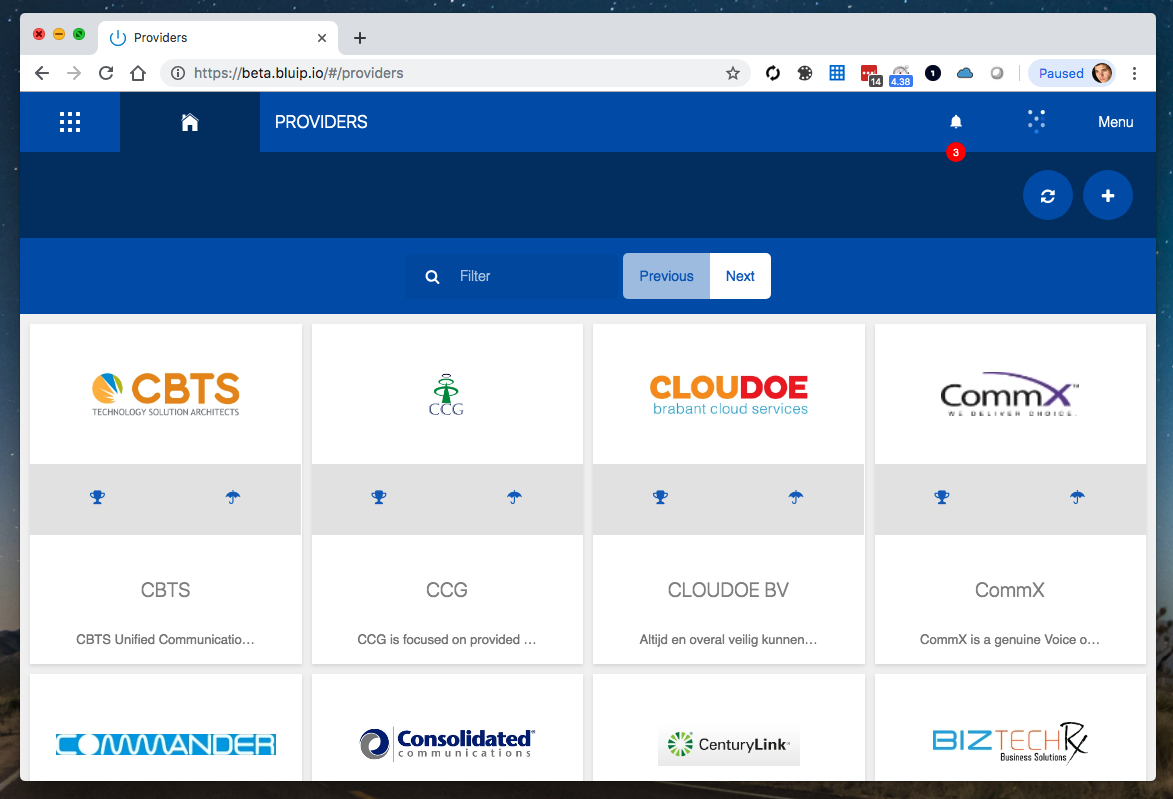 Providers
https://beta.bluip.io/#/providers
14
4.38
1
Paused
PROVIDERS
Menu
3
Filter
Previous
Next
CBTS
TECHNOLOGY SOLUTION ARCHITECTS
CCG
CLOUDOE
brabant cloud services
CommX™
WE DELIVER CHOICE.
CBTS
CCG
CLOUDOE BV
CommX
CBTS Unified Communicatio…
CCG is focused on provided …
Altijd en overal veilig kunnen…
CommX is a genuine Voice o…
COMMANDER
Consolidated®
communications
CenturyLink®
BIZTECHRx
Business Solutions